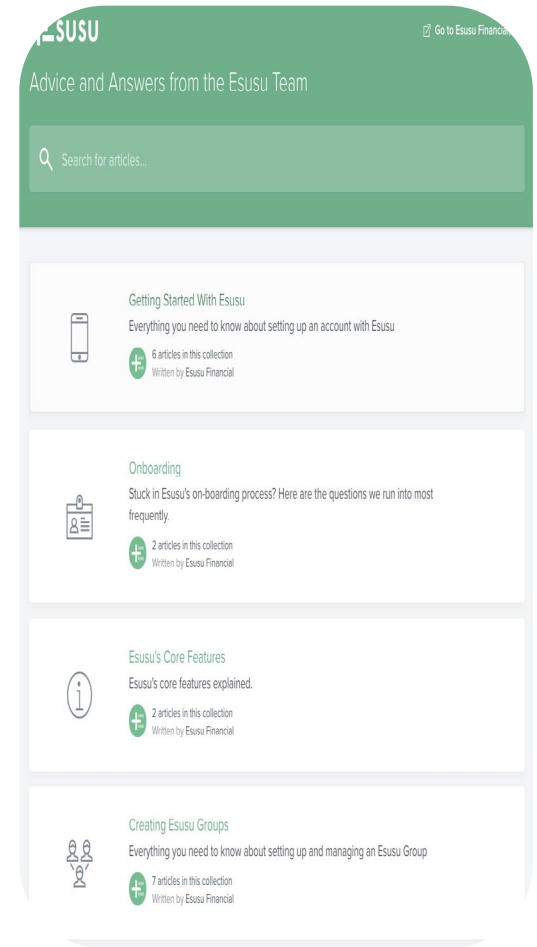 ESUSU
Go to Esusu Financial
Advice and Answers from the Esusu Team
Search for articles...
Getting Started With Esusu
Everything you need to know about setting up an account with Esusu
6 articles in this collection
Written by Esusu Financial
Onboarding
Stuck in Esusu's on-boarding process? Here are the questions we run into most
frequently.
2 articles in this collection
Written by Esusu Financial
Esusu's Core Features
Esusu's core features explained.
2 articles in this collection
Written by Esusu Financial
Creating Esusu Groups
Everything you need to know about setting up and managing an Esusu Group
7 articles in this collection
Written by Esusu Financial